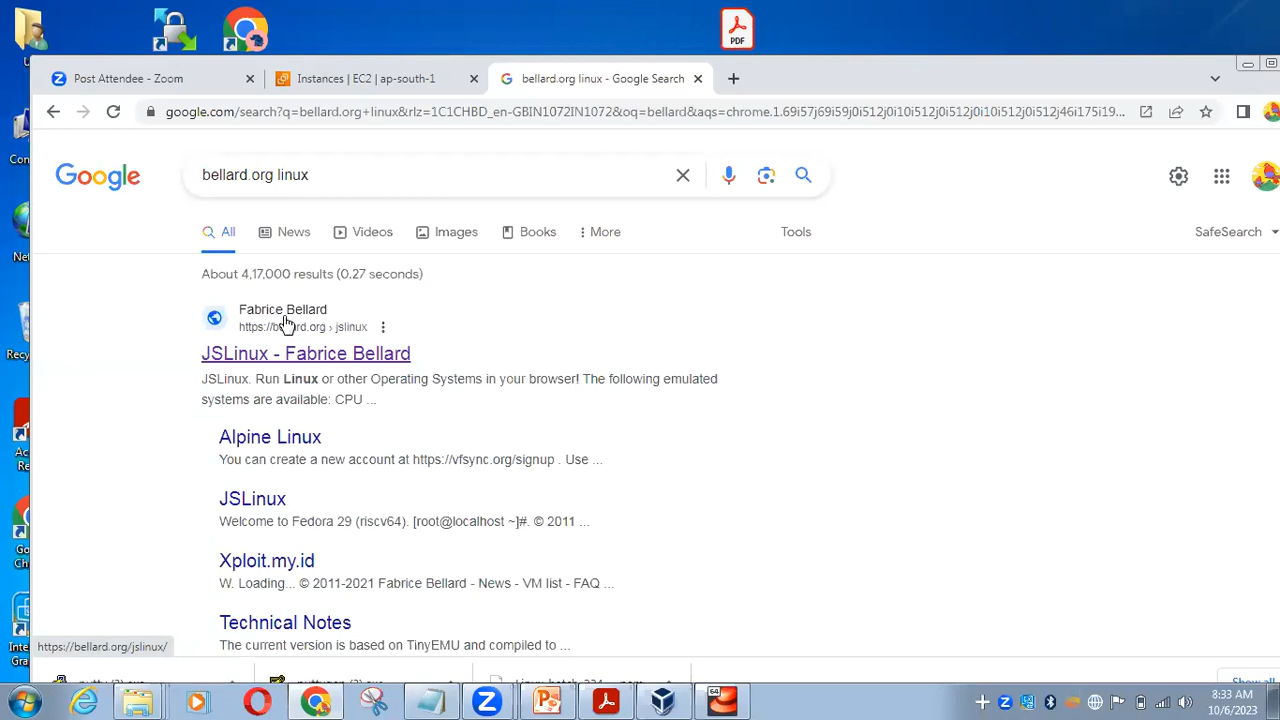 PDF
Post Attendee - Zoom
Instances | EC2 | ap-south-1
bellard.org linux - Google Search
google.com/search?q=bellard.org+linux&rlz=1C1CHBD_en-GBIN1072IN1072&oq=bellard&aqs=chrome.1.69i57j69i59j0i512j0i10i512j0i512j0i10i512j46i175i19...
Google
bellard.org linux
All
News
Videos
Images
Books
More
Tools
SafeSearch
About 4,17,000 results (0.27 seconds)
Fabrice Bellard
› jslinux
JSLinux - Fabrice Bellard
JSLinux. Run Linux or other Operating Systems in your browser! The following emulated
systems are available: CPU ...
Alpine Linux
You can create a new account at https://vfsync.org/signup . Use ...
JSLinux
Welcome to Fedora 29 (riscv64). [root@localhost ~]#. © 2011 ...
Xploit.my.id
W. Loading... © 2011-2021 Fabrice Bellard - News - VM list - FAQ ...
Technical Notes
The current version is based on TinyEMU and compiled to ...
https://bellard.org/jslinux/
64
8:33 AM
10/6/2023